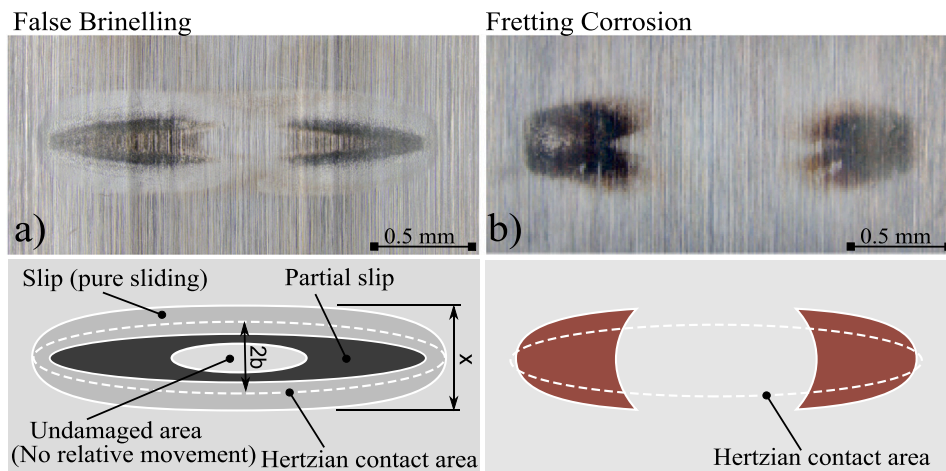 False Brinelling
Fretting Corrosion
a)
0.5 mm
b)
0.5 mm
Slip (pure sliding)
Partial slip
2b
x
Undamaged area
(No relative movement)
Hertzian contact area
Hertzian contact area